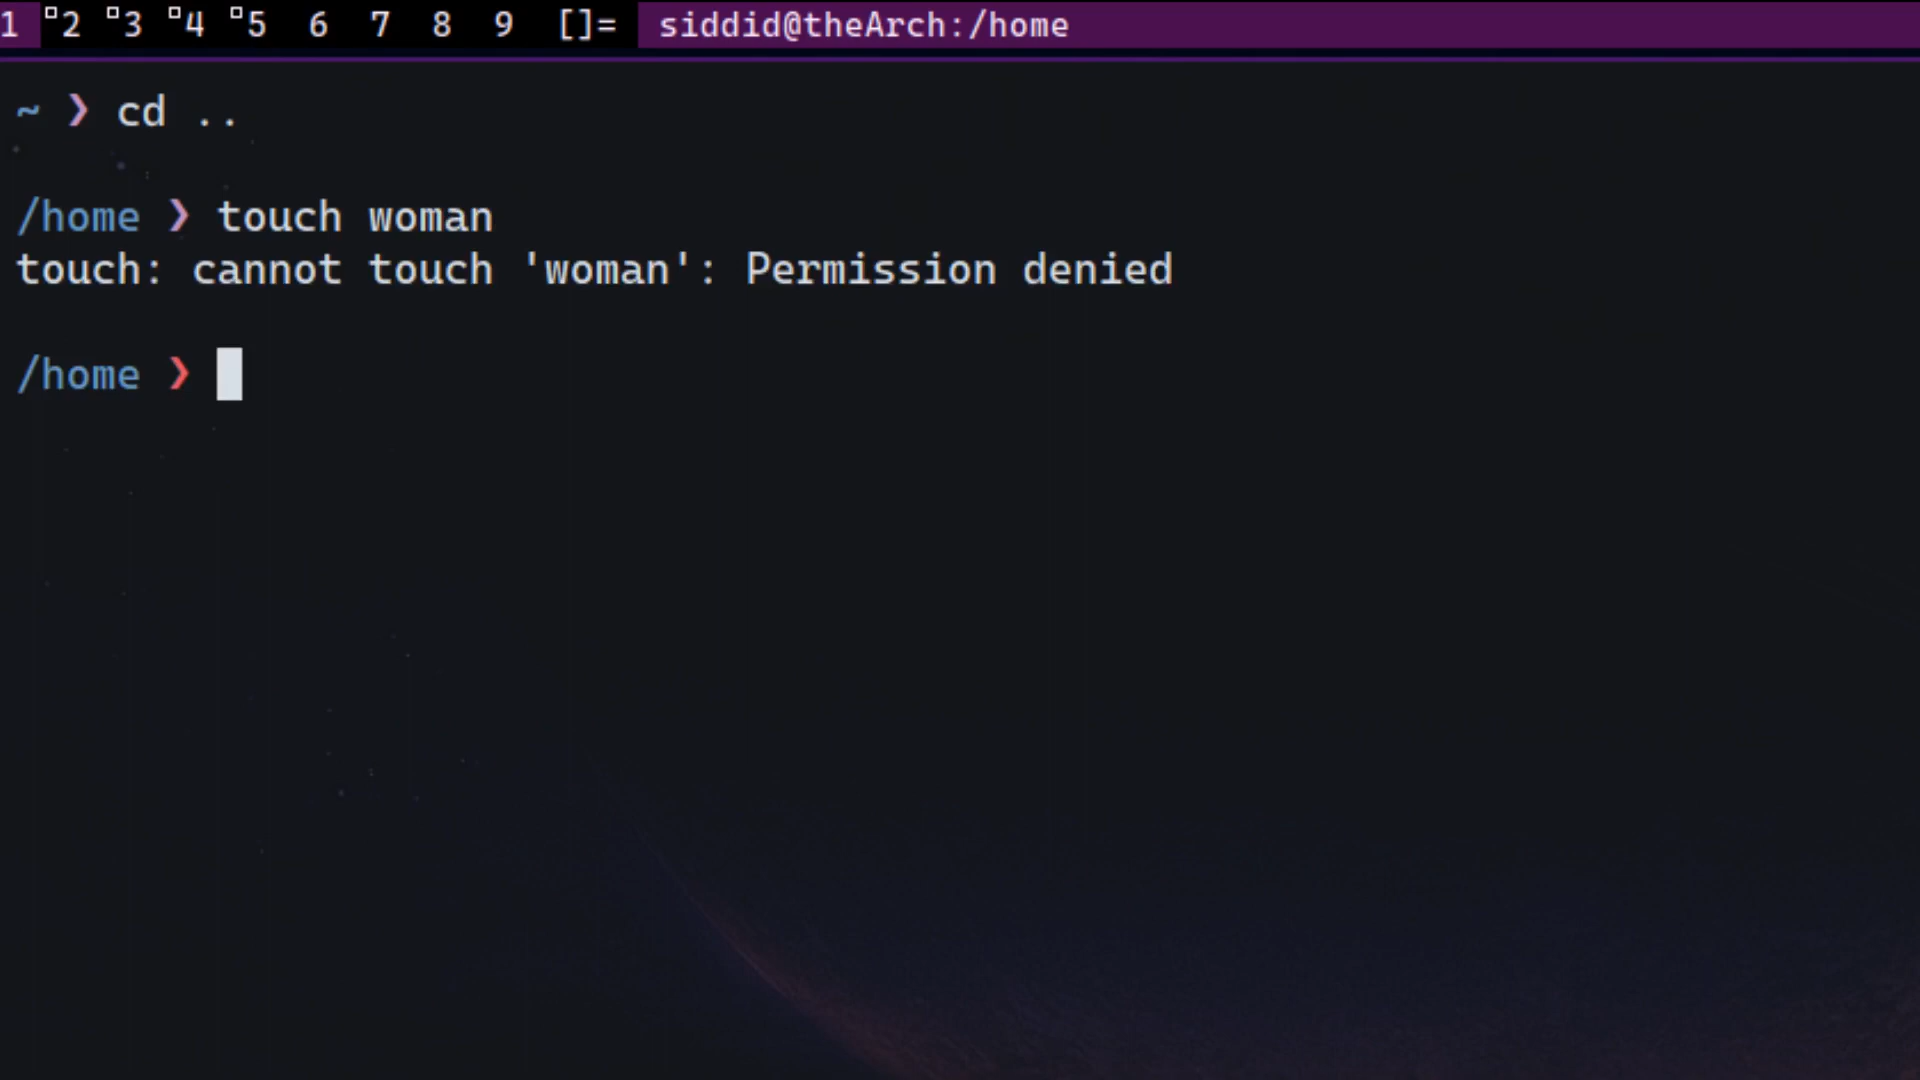 1 2 3 4 5 6 7 8 9 []= siddid@theArch:/home
~ ❯ cd ..
/home ❯ touch woman
touch: cannot touch 'woman': Permission denied
/home ❯